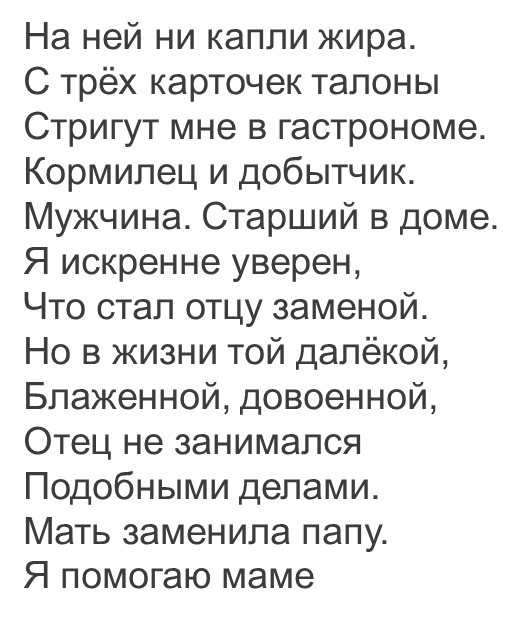 На ней ни капли жира.
С трёх карточек талоны
Стригут мне в гастрономе.
Кормилец и добытчик.
Мужчина. Старший в доме.
Я искренне уверен,
Что стал отцу заменой.
Но в жизни той далёкой,
Блаженной, довоенной,
Отец не занимался
Подобными делами.
Мать заменила папу.
Я помогаю маме